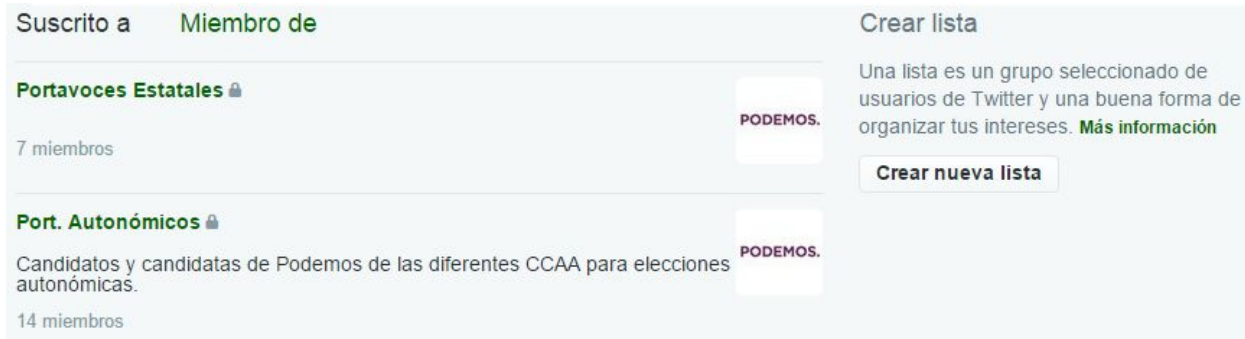 Suscrito a Miembro de
Portavoces Estatales
PODEMOS.
7 miembros
Port. Autonómicos
PODEMOS.
Candidatos y candidatas de Podemos de las diferentes CCAA para elecciones
autonómicas.
14 miembros
Crear lista
Una lista es un grupo seleccionado de
usuarios de Twitter y una buena forma de
organizar tus intereses. Más información
Crear nueva lista